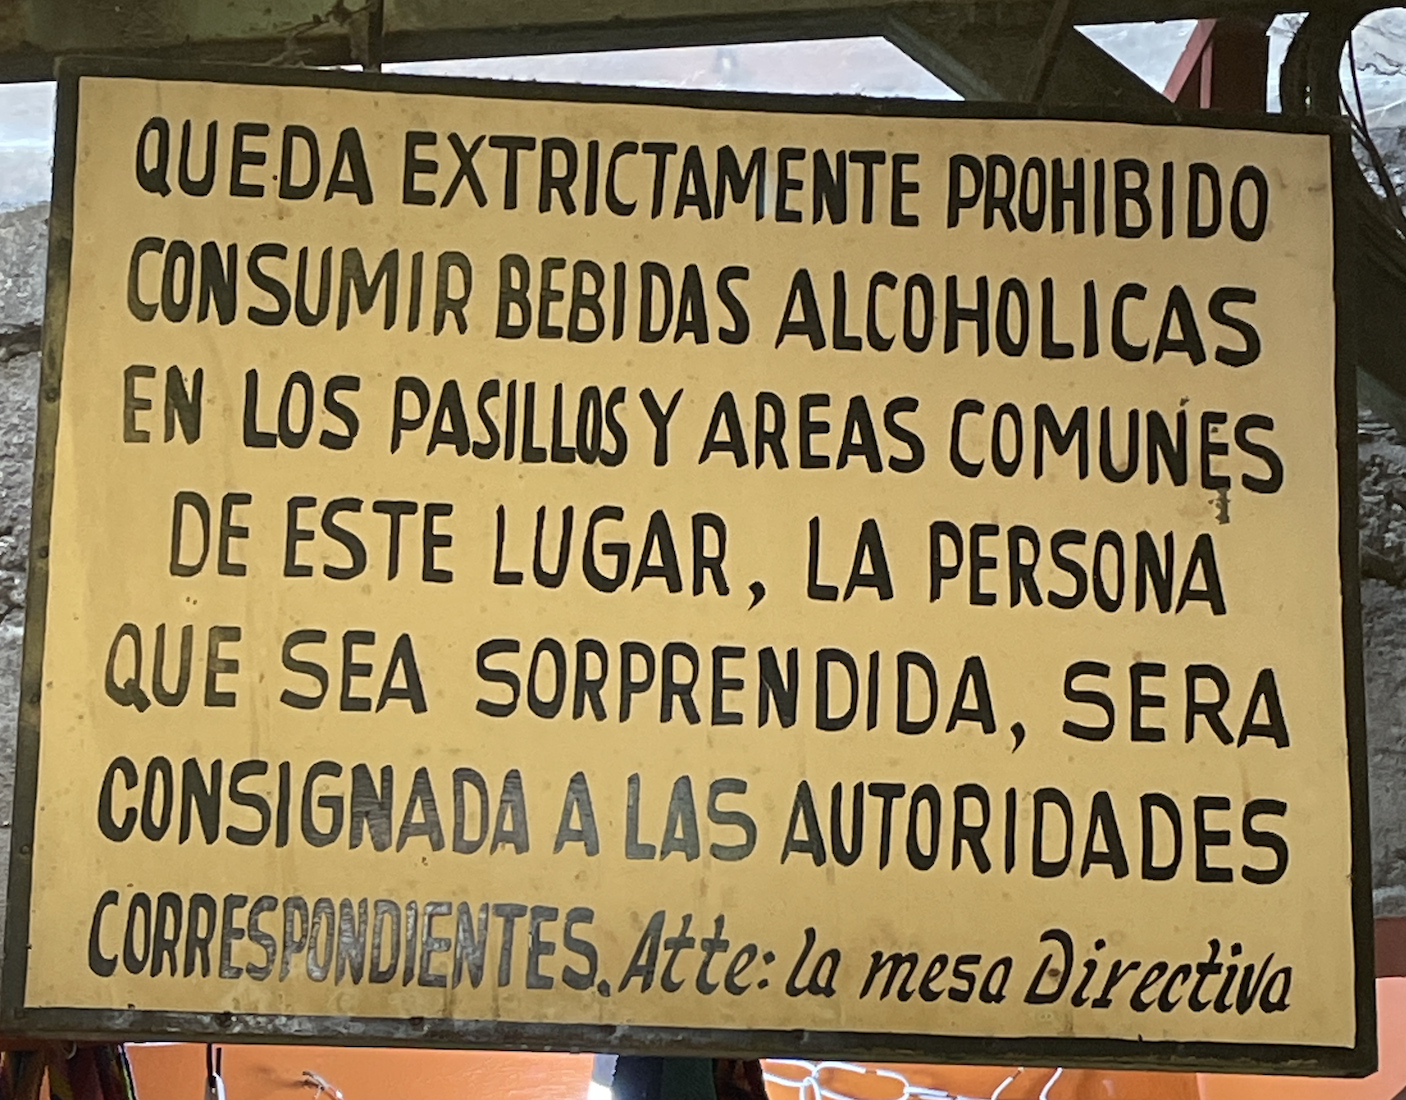 QUEDA EXTRICTAMENTE PROHIBIDO
CONSUMIR BEBIDAS ALCOHOLICAS
EN LOS PASILLOS Y AREAS COMUNES
DE ESTE LUGAR, LA PERSONA
QUE SEA SORPRENDIDA, SERA
CONSIGNADA A LAS AUTORIDADES
CORRESPONDIENTES. Atte: la mesa Directiva